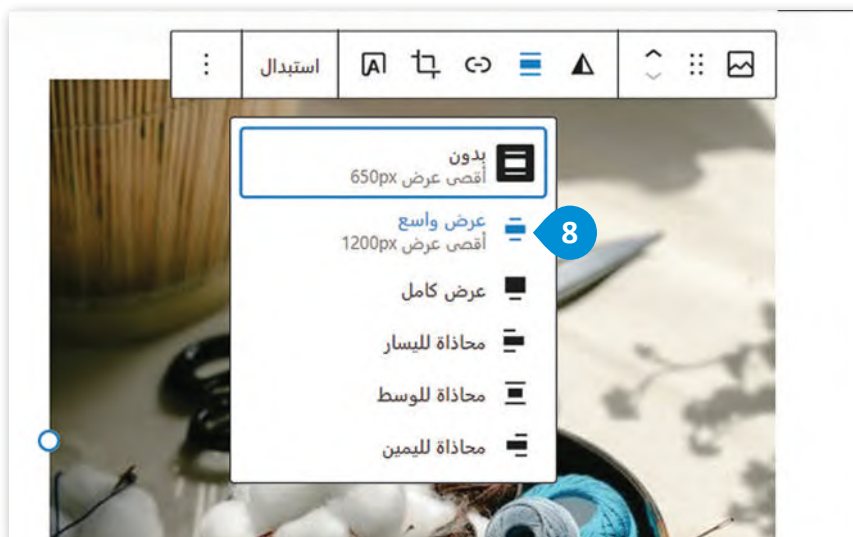 استبدال
بدون
أقصى عرض 650px
عرض واسع
أقصى عرض 1200px
8
عرض كامل
محاذاة لليسار
محاذاة للوسط
محاذاة لليمين